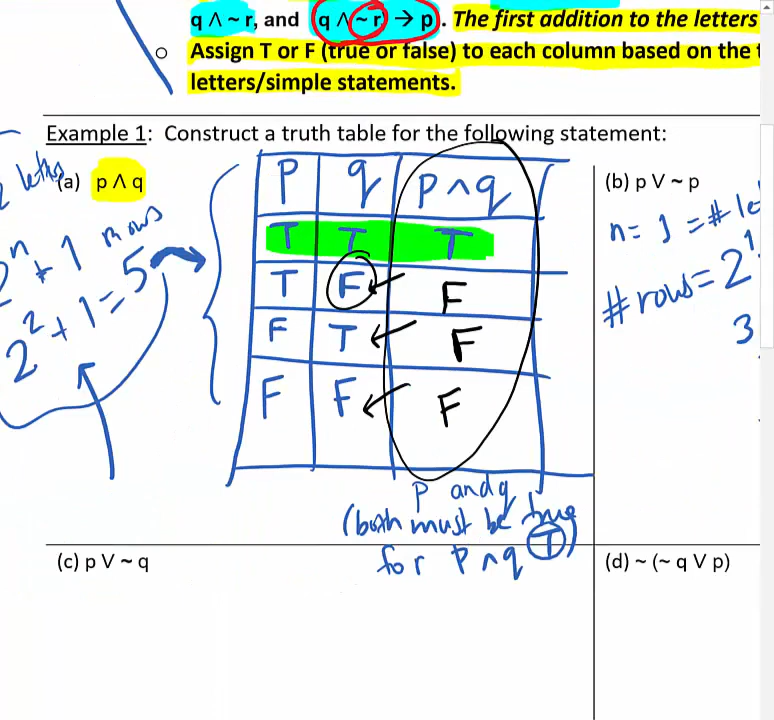 q ∧ ~ r, and (q ∧ ~ r) → p). The first addition to the letters
o Assign T or F (true or false) to each column based on the
letters/simple statements.
Example 1: Construct a truth table for the following statement:
(a) p ∧ q
2^n + 1 rows
2^2 + 1 = 5
P q P ∧ q
T T T
T F F
F T F
F F F
P and q
(both must be true
for P ∧ q T)
(b) p V ~ p
n = 1 = #
# rows = 2^1
3
(c) p V ~ q
(d) ~ (~ q V p)